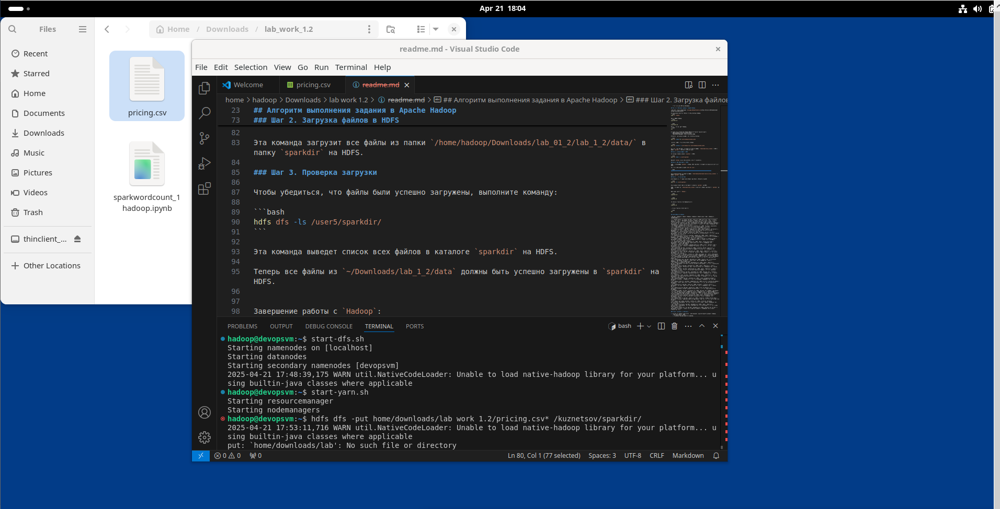 Apr 21 18:04
Files
Home / Downloads / lab_work_1.2
Recent
Starred
Home
Documents
Downloads
Music
Pictures
Videos
Trash
thinclient_...
Other Locations
pricing.csv
sparkwordcount_1
hadoop.ipynb
readme.md - Visual Studio Code
File Edit Selection View Go Run Terminal Help
Welcome pricing.csv readme.md
home > hadoop > Downloads > lab work 1.2 > readme.md > ## Алгоритм выполнения задания в Apache Hadoop > ### Шаг 2. Загрузка файлов
23 ## Алгоритм выполнения задания в Apache Hadoop
73 ### Шаг 2. Загрузка файлов в HDFS
82
83 Эта команда загрузит все файлы из папки `/home/hadoop/Downloads/lab_01_2/lab_1_2/data/` в
папку `sparkdir` на HDFS.
84
85 ### Шаг 3. Проверка загрузки
86
87 Чтобы убедиться, что файлы были успешно загружены, выполните команду:
88
89 ```bash
90 hdfs dfs -ls /user5/sparkdir/
91 ```
92
93 Эта команда выведет список всех файлов в каталоге `sparkdir` на HDFS.
94
95 Теперь все файлы из `~/Downloads/lab_1_2/data` должны быть успешно загружены в `sparkdir` на
HDFS.
96
97
98 Завершение работы с `Hadoop`:
PROBLEMS OUTPUT DEBUG CONSOLE TERMINAL PORTS
bash
hadoop@devopsvm:~$ start-dfs.sh
Starting namenodes on [localhost]
Starting datanodes
Starting secondary namenodes [devopsvm]
2025-04-21 17:48:39,175 WARN util.NativeCodeLoader: Unable to load native-hadoop library for your platform... u
sing builtin-java classes where applicable
hadoop@devopsvm:~$ start-yarn.sh
Starting resourcemanager
Starting nodemanagers
hadoop@devopsvm:~$ hdfs dfs -put home/downloads/lab work 1.2/pricing.csv* /kuznetsov/sparkdir/
2025-04-21 17:53:11,716 WARN util.NativeCodeLoader: Unable to load native-hadoop library for your platform... u
sing builtin-java classes where applicable
put: `home/downloads/lab': No such file or directory
0 0 0
Ln 80, Col 1 (77 selected) Spaces: 3 UTF-8 CRLF Markdown